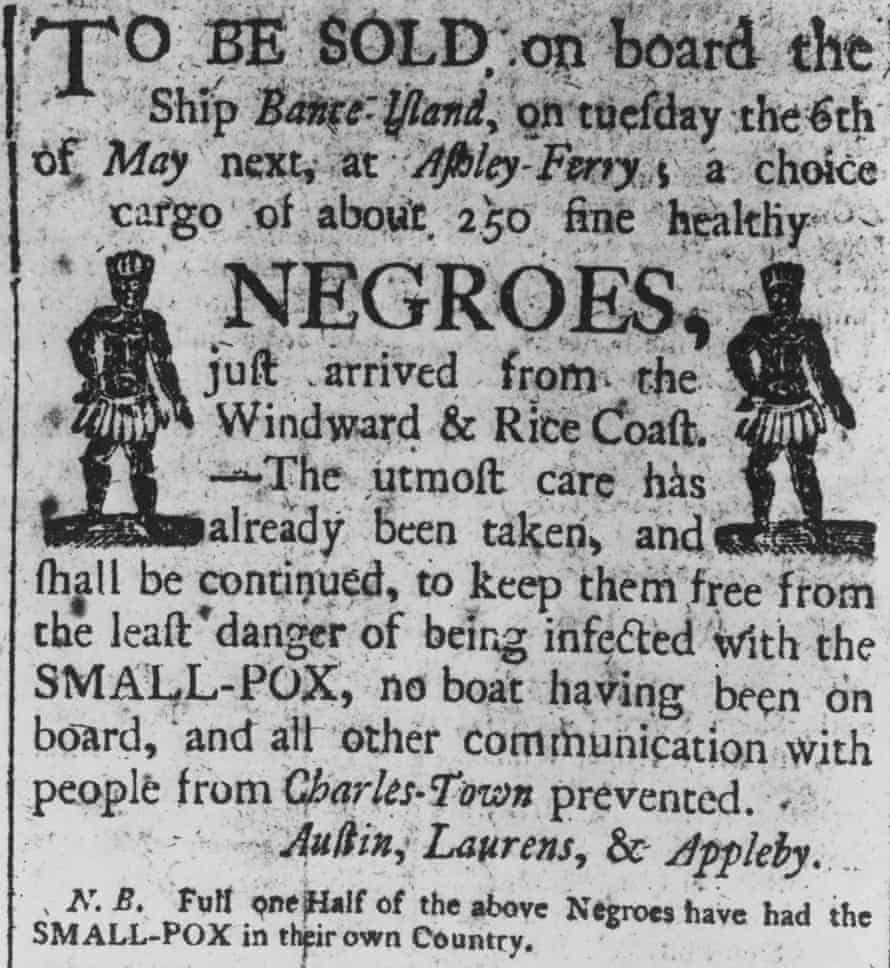 TO BE SOLD, on board the
Ship Bance-Iſland, on tueſday the 6th
of May next, at Aſhley-Ferry; a choice
cargo of about 250 fine healthy
NEGROES,
juſt arrived from the
Windward & Rice Coaſt.
—The utmoſt care has
already been taken, and
ſhall be continued, to keep them free from
the leaſt danger of being infected with the
SMALL-POX, no boat having been on
board, and all other communication with
people from Charles-Town prevented.
Auſtin, Laurens, & Appleby.
N. B. Full one Half of the above Negroes have had the
SMALL-POX in their own Country.